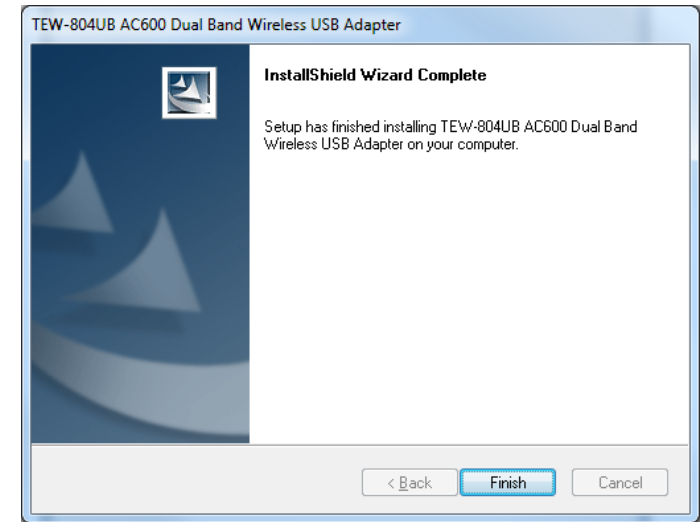 TEW-804UB AC600 Dual Band Wireless USB Adapter
InstallShield Wizard Complete
Setup has finished installing TEW-804UB AC600 Dual Band
Wireless USB Adapter on your computer.
< Back
Finish
Cancel